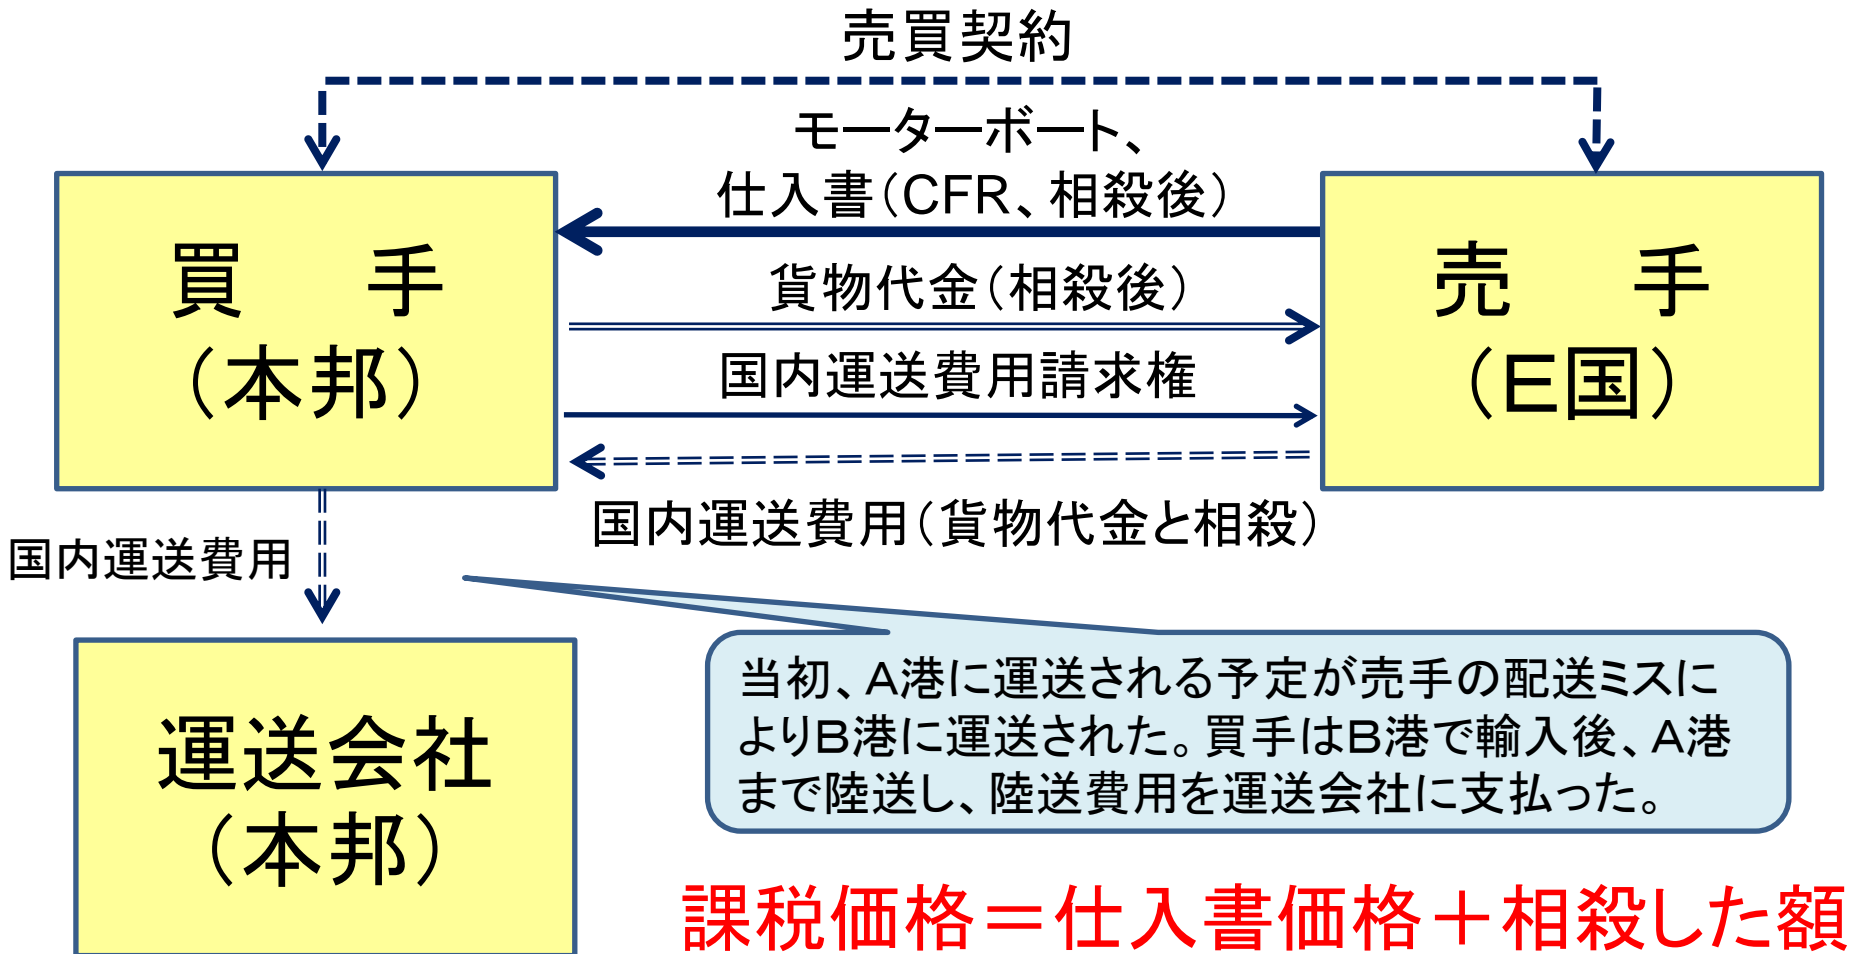 売買契約
モーターボート、
仕入書（CFR、相殺後）
買　手
（本邦）
売　手
（E国）
貨物代金（相殺後）
国内運送費用請求権
国内運送費用（貨物代金と相殺）
国内運送費用
運送会社
（本邦）
当初、A港に運送される予定が売手の配送ミスに
よりB港に運送された。買手はB港で輸入後、A港
まで陸送し、陸送費用を運送会社に支払った。
課税価格＝仕入書価格＋相殺した額